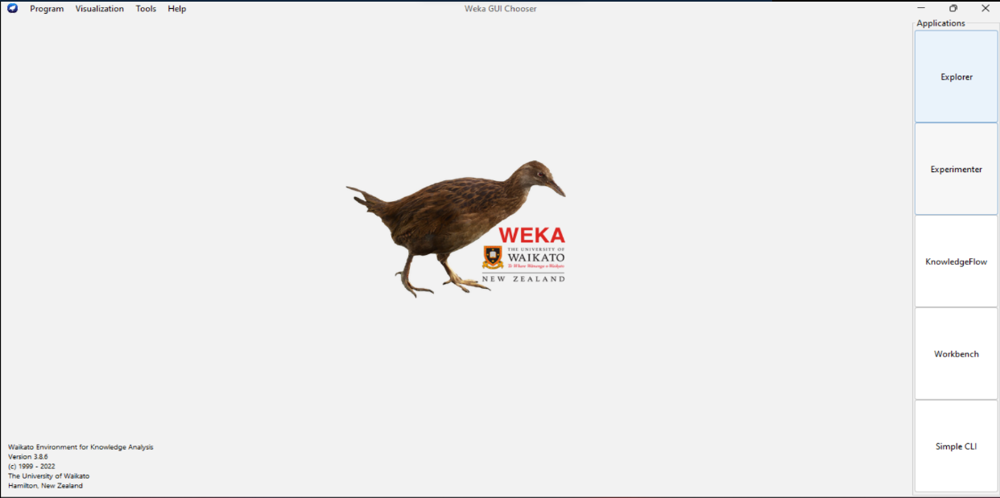 Program Visualization Tools Help
Weka GUI Chooser
Applications
Explorer
Experimenter
KnowledgeFlow
Workbench
Simple CLI
WEKA
THE UNIVERSITY OF
WAIKATO
Te Whare Wānanga o Waikato
NEW ZEALAND
Waikato Environment for Knowledge Analysis
Version 3.8.6
(c) 1999 - 2022
The University of Waikato
Hamilton, New Zealand